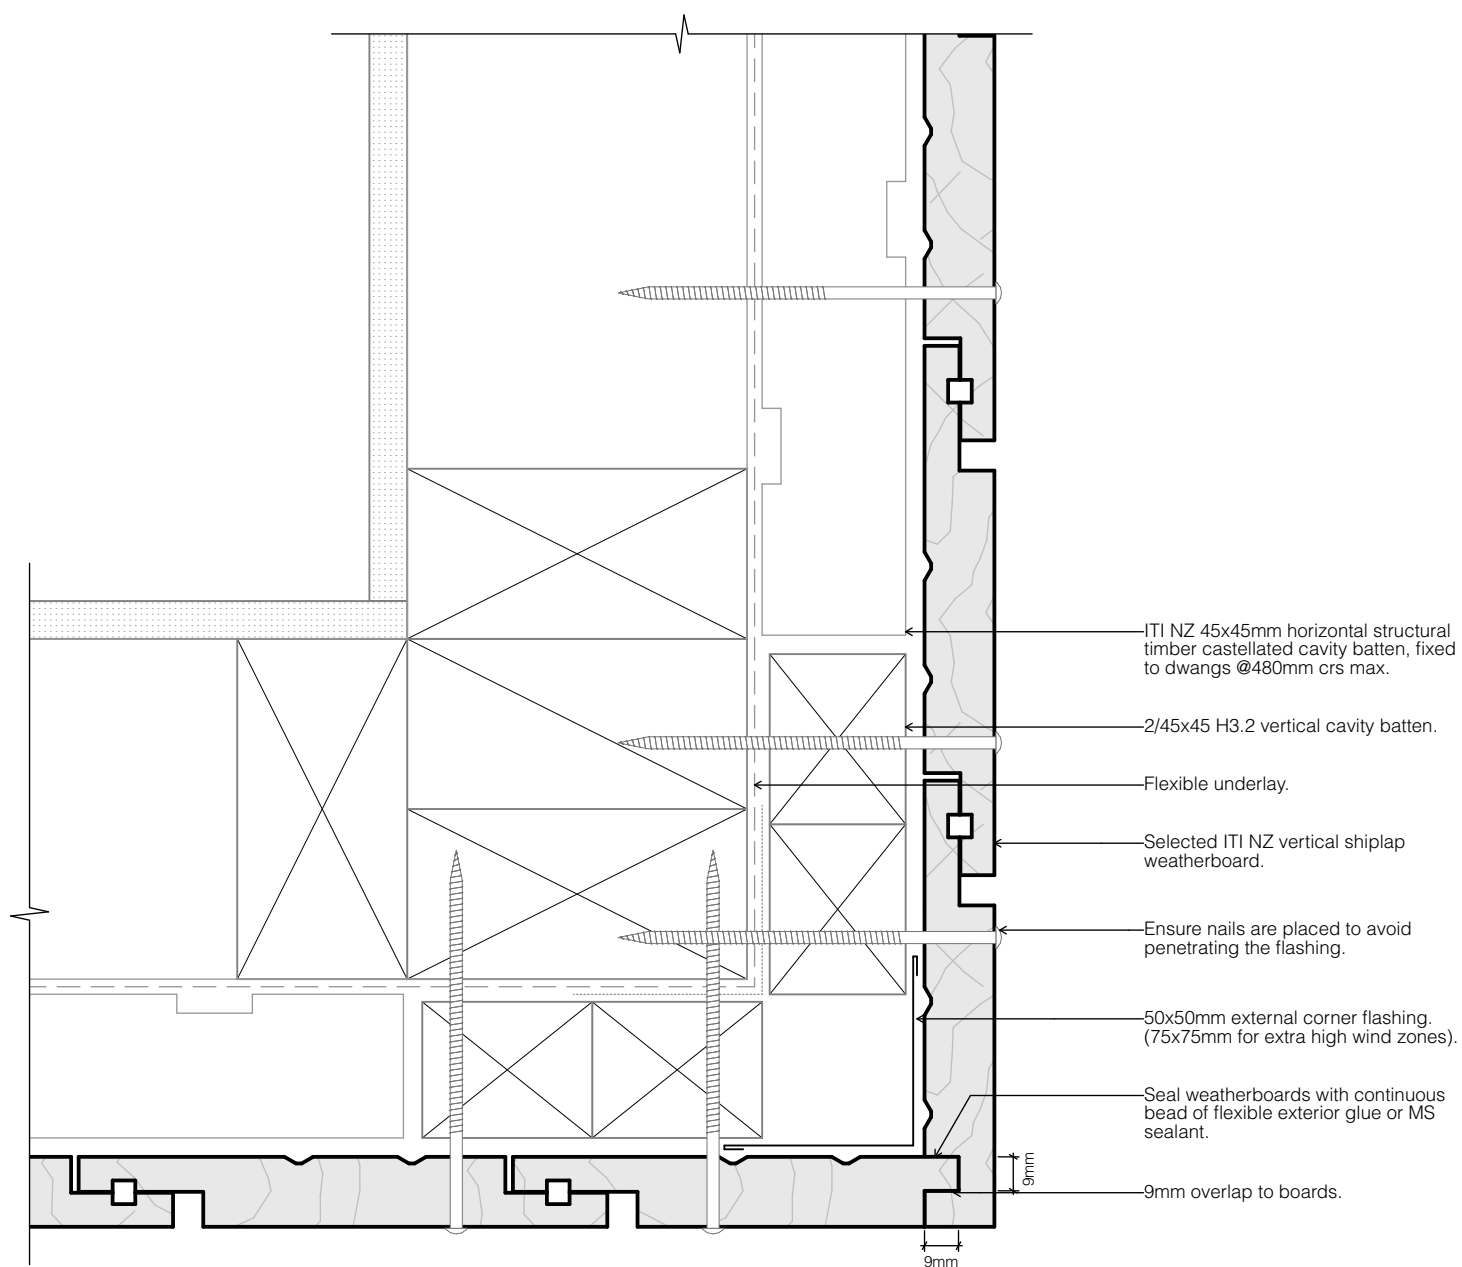 ITI NZ 45x45mm horizontal structural
timber castellated cavity batten, fixed
to dwangs @480mm crs max.
2/45x45 H3.2 vertical cavity batten.
Flexible underlay.
Selected ITI NZ vertical shiplap
weatherboard.
Ensure nails are placed to avoid
penetrating the flashing.
50x50mm external corner flashing.
(75x75mm for extra high wind zones).
Seal weatherboards with continuous
bead of flexible exterior glue or MS
sealant.
9mm
9mm overlap to boards.
9mm